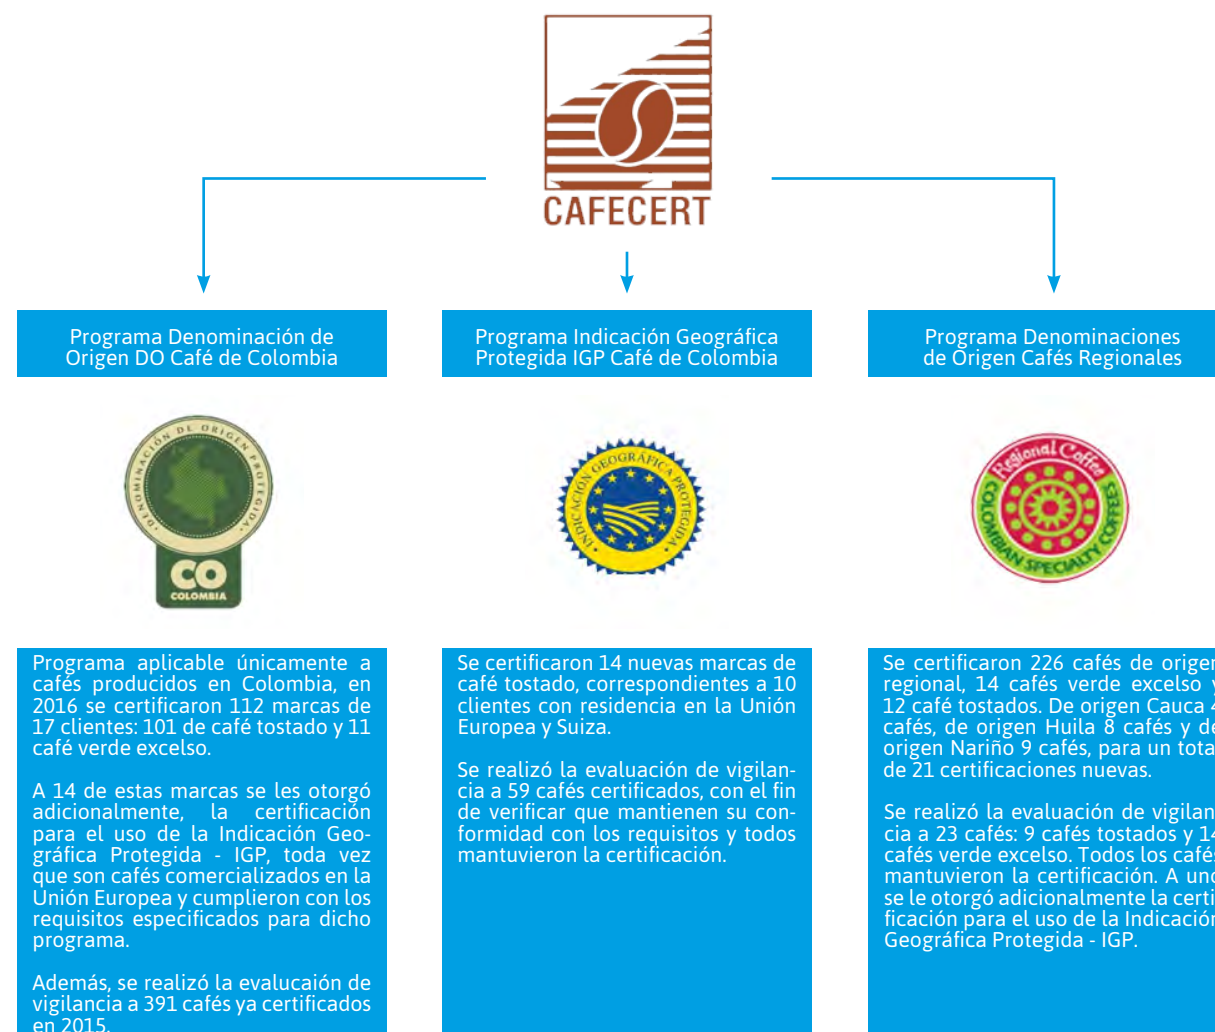 CAFECERT
Programa Denominación de
Origen DO Café de Colombia
Programa Indicación Geográfica
Protegida IGP Café de Colombia
Programa Denominaciones
de Origen Cafés Regionales
· DENOMINACIÓN DE ORIGEN PROTEGIDA ·
CO
COLOMBIA
· INDICACIÓN GEOGRÁFICA PROTEGIDA ·
Regional Coffee
COLOMBIAN SPECIALTY COFFEES
Programa aplicable únicamente a
cafés producidos en Colombia, en
2016 se certificaron 112 marcas de
17 clientes: 101 de café tostado y 11
café verde excelso.
A 14 de estas marcas se les otorgó
adicionalmente, la certificación
para el uso de la Indicación Geo-
gráfica Protegida - IGP, toda vez
que son cafés comercializados en la
Unión Europea y cumplieron con los
requisitos especificados para dicho
programa.
Además, se realizó la evalucaión de
vigilancia a 391 cafés ya certificados
en 2015.
Se certificaron 14 nuevas marcas de
café tostado, correspondientes a 10
clientes con residencia en la Unión
Europea y Suiza.
Se realizó la evaluación de vigilan-
cia a 59 cafés certificados, con el fin
de verificar que mantienen su con-
formidad con los requisitos y todos
mantuvieron la certificación.
Se certificaron 226 cafés de origen
regional, 14 cafés verde excelso y
12 café tostados. De origen Cauca 4
cafés, de origen Huila 8 cafés y de
origen Nariño 9 cafés, para un total
de 21 certificaciones nuevas.
Se realizó la evaluación de vigilan
cia a 23 cafés: 9 cafés tostados y 14
cafés verde excelso. Todos los cafés
mantuvieron la certificación. A uno
se le otorgó adicionalmente la certi
ficación para el uso de la Indicación
Geográfica Protegida - IGP.